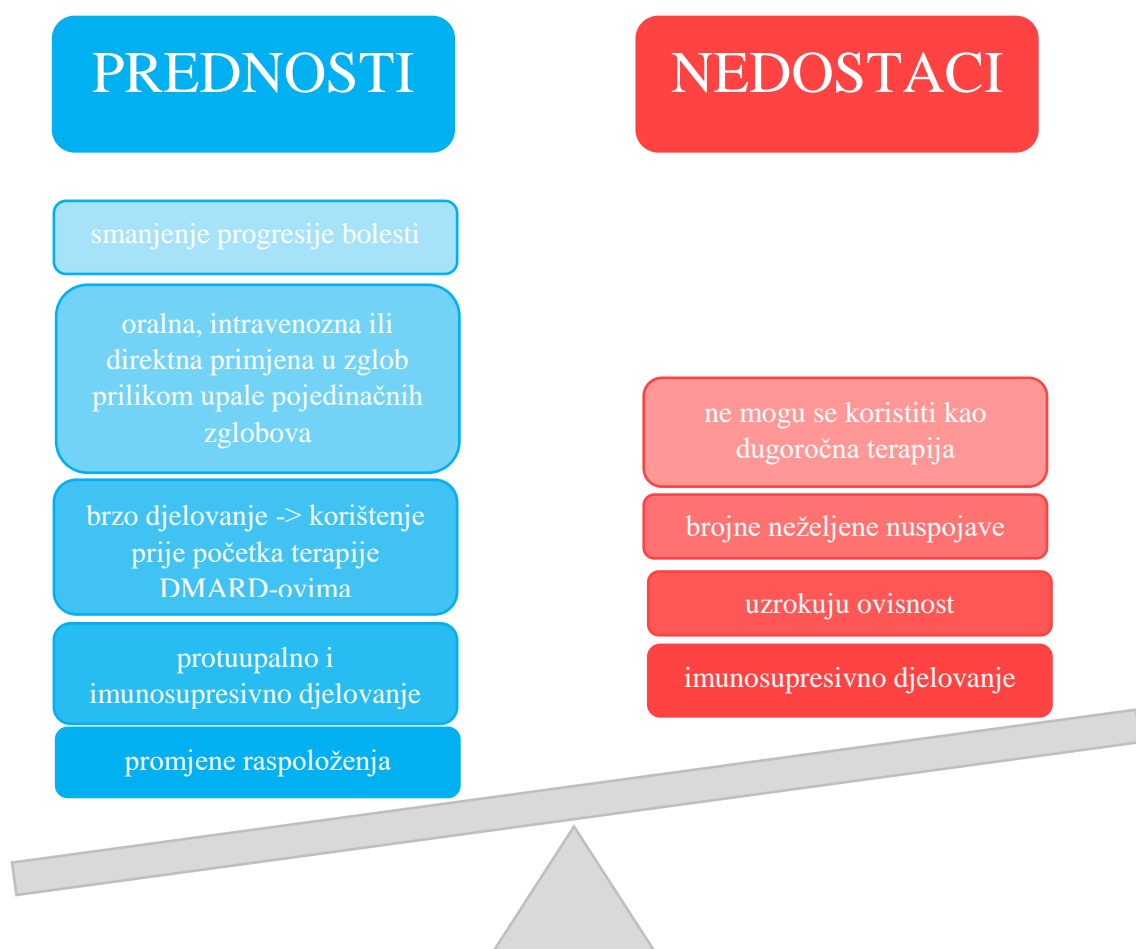 PREDNOSTI
smanjenje progresije bolesti
oralna, intravenozna ili
direktna primjena u zglob
prilikom upale pojedinačnih
zglobova
brzo djelovanje -> korištenje
prije početka terapije
DMARD-ovima
protuupalno i
imunosupresivno djelovanje
promjene raspoloženja
NEDOSTACI
ne mogu se koristiti kao
dugoročna terapija
brojne neželjene nuspojave
uzrokuju ovisnost
imunosupresivno djelovanje